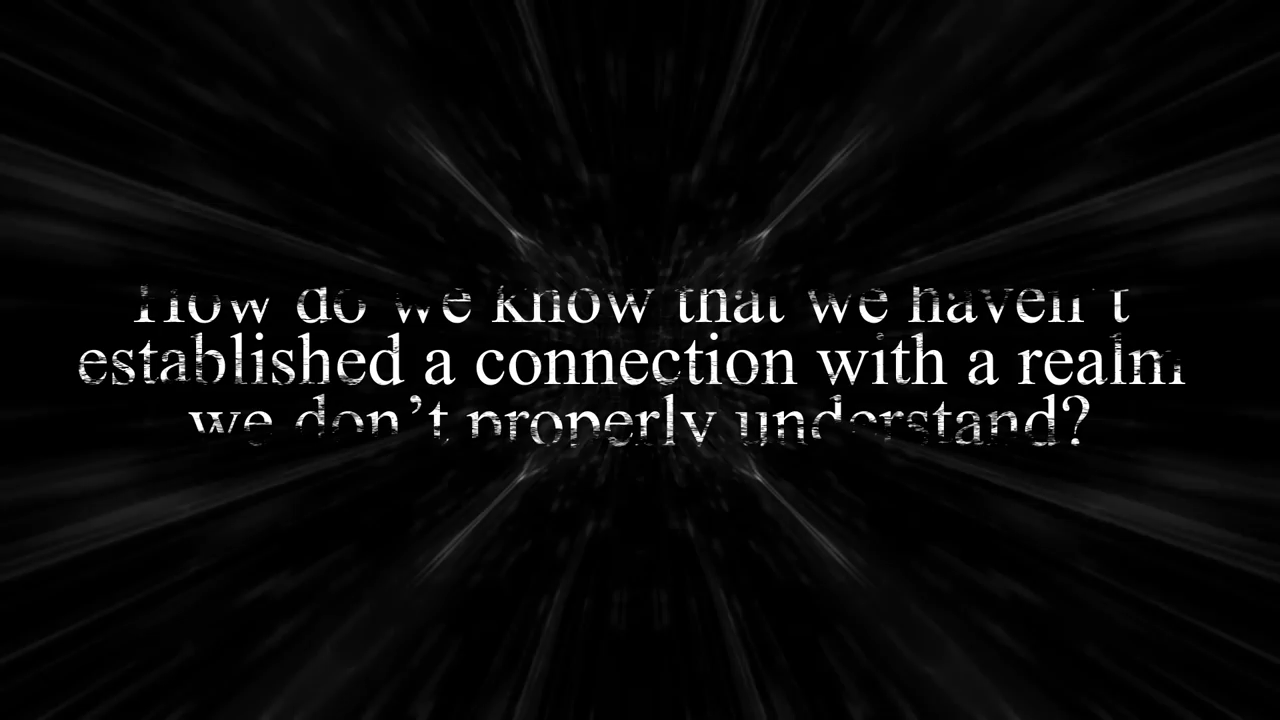 How do we know that we haven't
established a connection with a realm
we don’t properly understand?